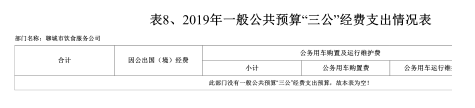 表8、2019年一般公共预算“三公”经费支出情况表
部门名称：聊城市饮食服务公司
合计 因公出国（境）经费 公务用车购置及运行维护费
小计 公务用车购置费 公务用车运行维
此部门没有一般公共预算“三公”经费支出预算，故本表为空！